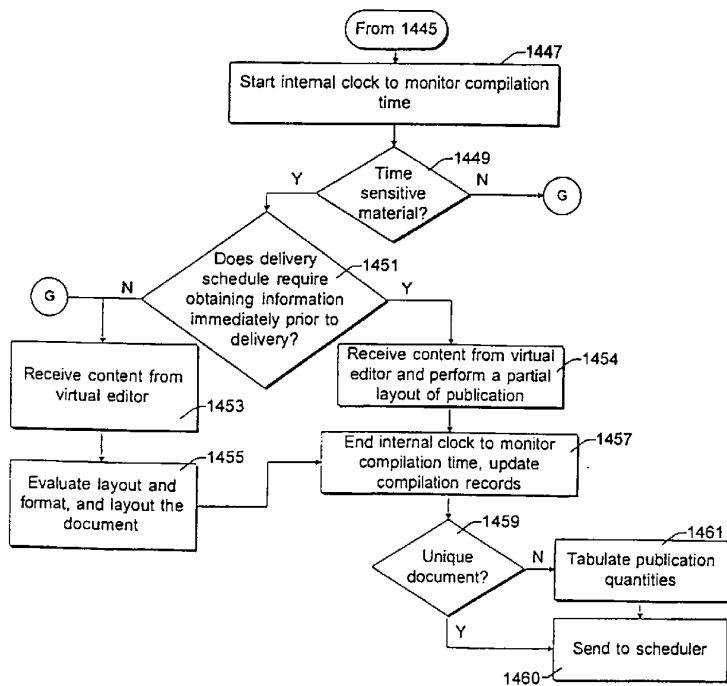 From 1445
1447
Start internal clock to monitor compilation
time
1449
Time
sensitive
material?
Y
N
G
Does delivery
schedule require
obtaining information
immediately prior to
delivery?
1451
G
N
Y
Receive content from
virtual editor
1453
Receive content from virtual
editor and perform a partial
layout of publication
1454
1455
Evaluate layout and
format, and layout the
document
End internal clock to monitor
compilation time, update
compilation records
1457
1459
Unique
document?
N
Y
1461
Tabulate publication
quantities
Send to scheduler
1460